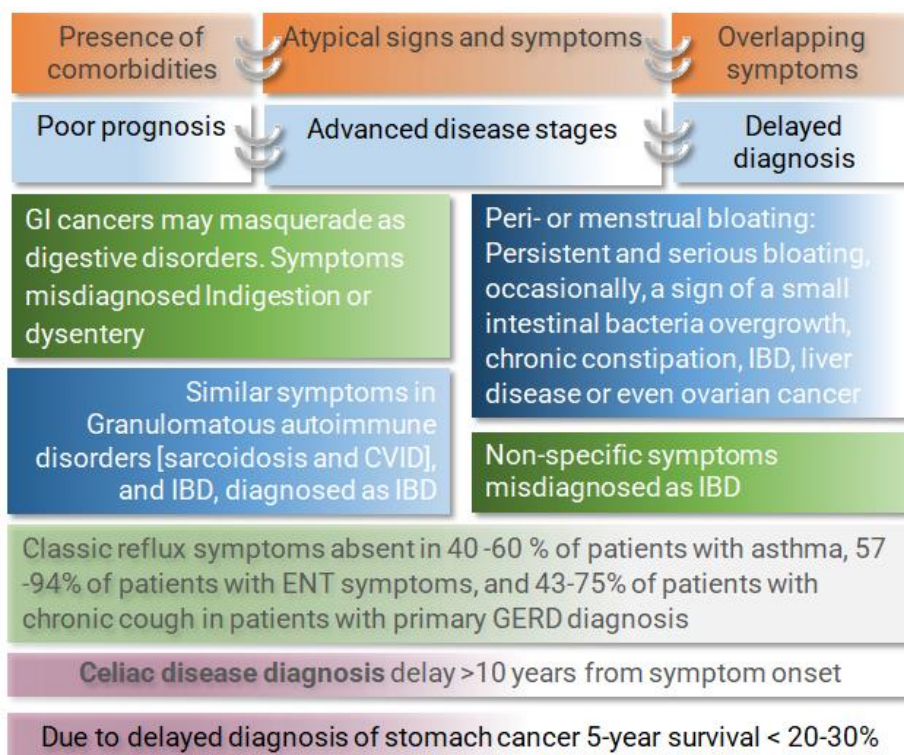 Presence of
comorbidities
Atypical signs and symptoms
Overlapping
symptoms
Poor prognosis
Advanced disease stages
Delayed
diagnosis
GI cancers may masquerade as
digestive disorders. Symptoms
misdiagnosed Indigestion or
dysentery
Peri- or menstrual bloating:
Persistent and serious bloating,
occasionally, a sign of a small
intestinal bacteria overgrowth,
chronic constipation, IBD, liver
disease or even ovarian cancer
Similar symptoms in
Granulomatous autoimmune
disorders [sarcoidosis and CVID],
and IBD, diagnosed as IBD
Non-specific symptoms
misdiagnosed as IBD
Classic reflux symptoms absent in 40 -60 % of patients with asthma, 57
-94% of patients with ENT symptoms, and 43-75% of patients with
chronic cough in patients with primary GERD diagnosis
Celiac disease diagnosis delay >10 years from symptom onset
Due to delayed diagnosis of stomach cancer 5-year survival < 20-30%